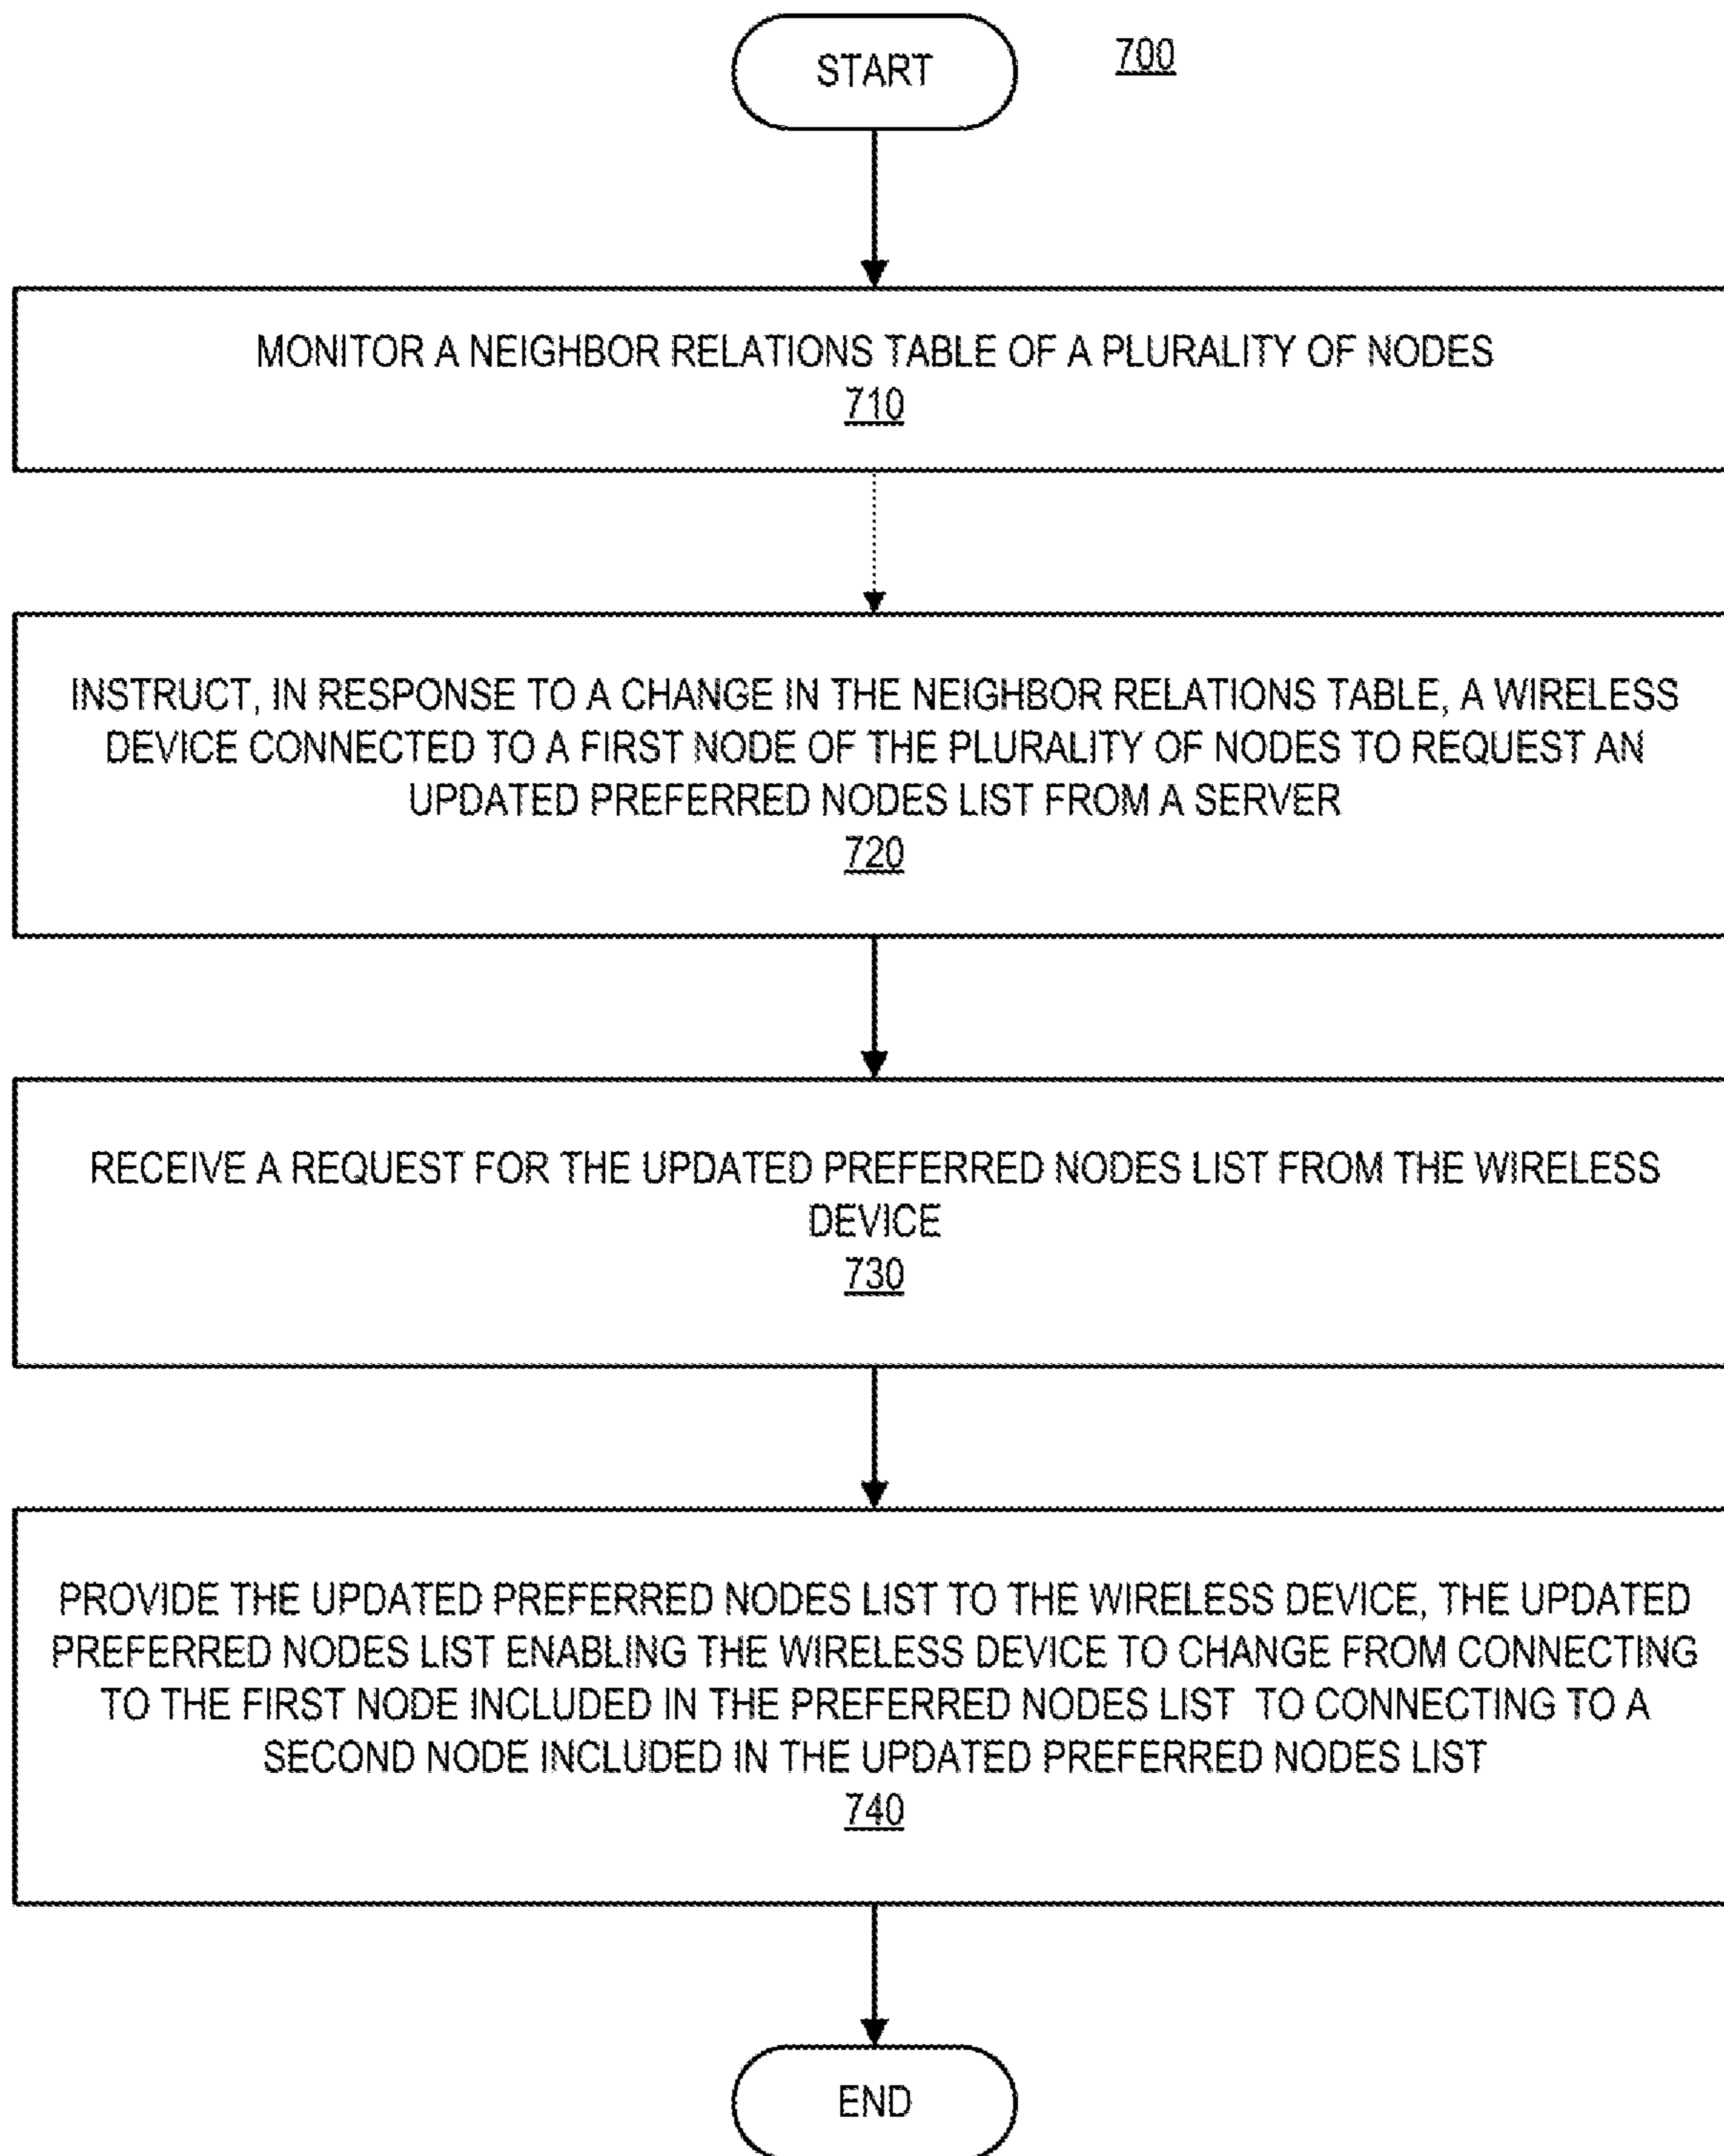 START
700
MONITOR A NEIGHBOR RELATIONS TABLE OF A PLURALITY OF NODES
710
INSTRUCT, IN RESPONSE TO A CHANGE IN THE NEIGHBOR RELATIONS TABLE, A WIRELESS
DEVICE CONNECTED TO A FIRST NODE OF THE PLURALITY OF NODES TO REQUEST AN
UPDATED PREFERRED NODES LIST FROM A SERVER
720
RECEIVE A REQUEST FOR THE UPDATED PREFERRED NODES LIST FROM THE WIRELESS
DEVICE
730
PROVIDE THE UPDATED PREFERRED NODES LIST TO THE WIRELESS DEVICE, THE UPDATED
PREFERRED NODES LIST ENABLING THE WIRELESS DEVICE TO CHANGE FROM CONNECTING
TO THE FIRST NODE INCLUDED IN THE PREFERRED NODES LIST TO CONNECTING TO A
SECOND NODE INCLUDED IN THE UPDATED PREFERRED NODES LIST
740
END